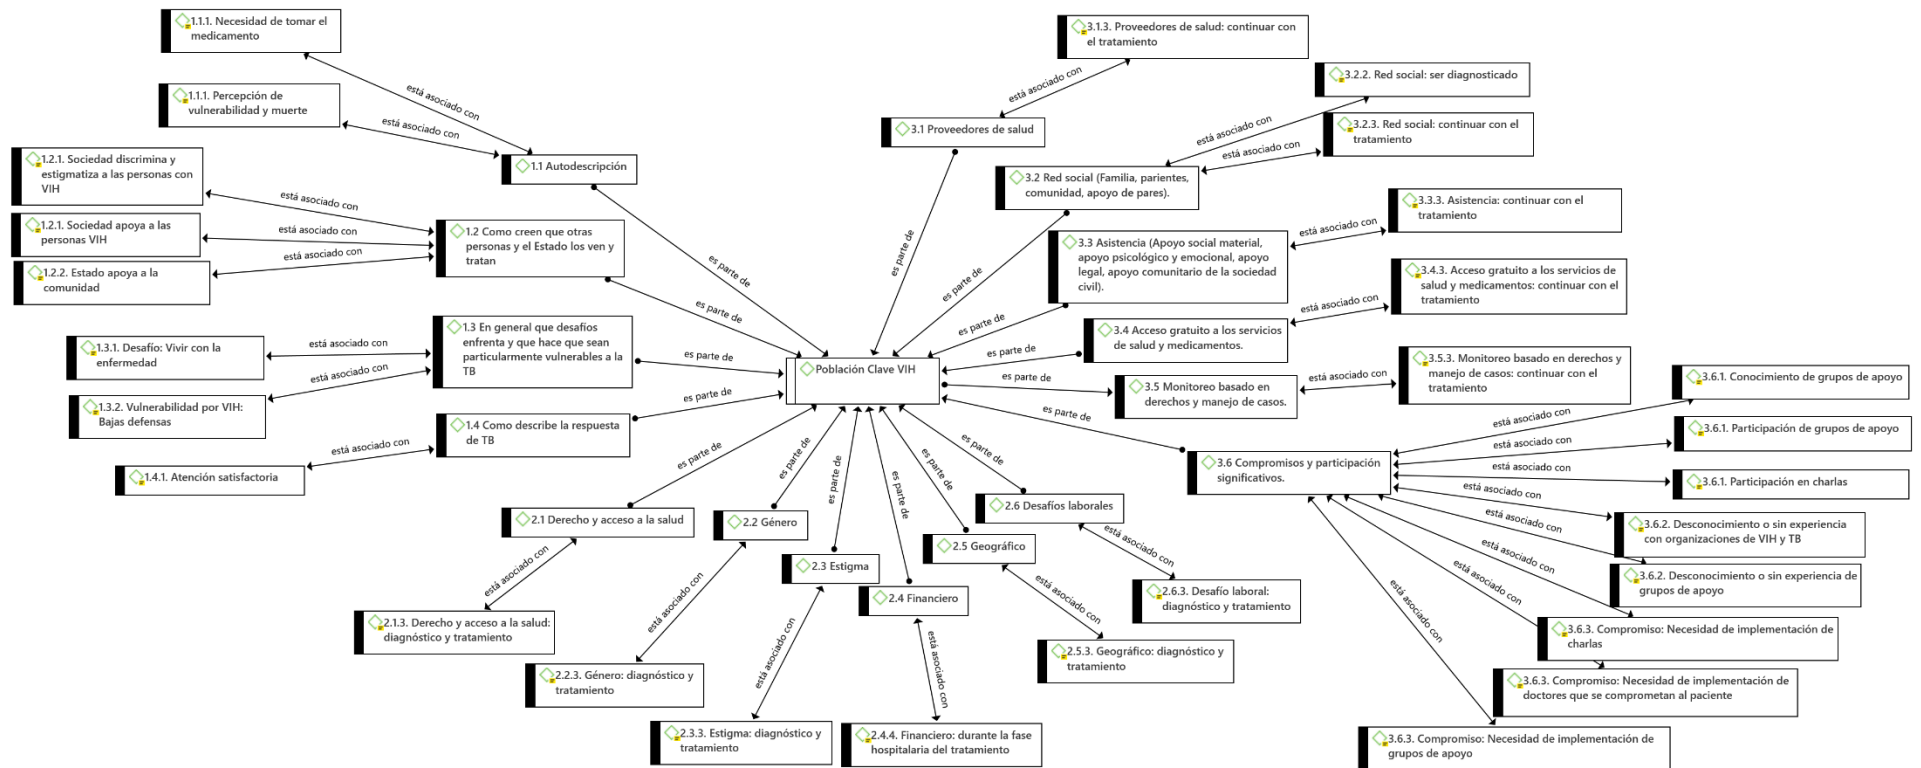 1.1.1. Necesidad de tomar el
medicamento
está asociado con
1.1.1. Percepción de
vulnerabilidad y muerte
está asociado con
1.1 Autodescripción
es parte de
1.2.1. Sociedad discrimina y
estigmatiza a las personas con
VIH
está asociado con
1.2.1. Sociedad apoya a las
personas VIH
está asociado con
1.2.2. Estado apoya a la
comunidad
está asociado con
1.2 Como creen que otras
personas y el Estado los ven y
tratan
es parte de
1.3.1. Desafío: Vivir con la
enfermedad
está asociado con
1.3.2. Vulnerabilidad por VIH:
Bajas defensas
está asociado con
1.3 En general que desafíos
enfrenta y que hace que sean
particularmente vulnerables a la
TB
es parte de
1.4.1. Atención satisfactoria
está asociado con
1.4 Como describe la respuesta
de TB
es parte de
Población Clave VIH
3.1.3. Proveedores de salud: continuar con
el tratamiento
está asociado con
3.1 Proveedores de salud
es parte de
3.2.2. Red social: ser diagnosticado
está asociado con
3.2.3. Red social: continuar con el
tratamiento
está asociado con
3.2 Red social (Familia, parientes,
comunidad, apoyo de pares).
es parte de
3.3.3. Asistencia: continuar con el
tratamiento
está asociado con
3.3 Asistencia (Apoyo social material,
apoyo psicológico y emocional, apoyo
legal, apoyo comunitario de la sociedad
civil).
es parte de
3.4.3. Acceso gratuito a los servicios de
salud y medicamentos: continuar con el
tratamiento
está asociado con
3.4 Acceso gratuito a los servicios
de salud y medicamentos.
es parte de
3.5.3. Monitoreo basado en derechos y
manejo de casos: continuar con el
tratamiento
está asociado con
3.5 Monitoreo basado en
derechos y manejo de casos.
es parte de
3.6 Compromisos y participación
significativos.
es parte de
3.6.1. Conocimiento de grupos de apoyo
está asociado con
3.6.1. Participación de grupos de apoyo
está asociado con
3.6.1. Participación en charlas
está asociado con
3.6.2. Desconocimiento o sin experiencia
con organizaciones de VIH y TB
está asociado con
3.6.2. Desconocimiento o sin experiencia de
grupos de apoyo
está asociado con
3.6.3. Compromiso: Necesidad de implementación de
charlas
está asociado con
3.6.3. Compromiso: Necesidad de implementación de
doctores que se comprometan al paciente
está asociado con
3.6.3. Compromiso: Necesidad de implementación de
grupos de apoyo
está asociado con
2.1 Derecho y acceso a la salud
es parte de
está asociado con
2.1.3. Derecho y acceso a la salud:
diagnóstico y tratamiento
2.2 Género
es parte de
está asociado con
2.2.3. Género: diagnóstico y
tratamiento
2.3 Estigma
es parte de
está asociado con
2.3.3. Estigma: diagnóstico y
tratamiento
2.4 Financiero
es parte de
está asociado con
2.4.4. Financiero: durante la fase
hospitalaria del tratamiento
2.5 Geográfico
es parte de
está asociado con
2.5.3. Geográfico: diagnóstico y
tratamiento
2.6 Desafíos laborales
es parte de
está asociado con
2.6.3. Desafío laboral:
diagnóstico y tratamiento